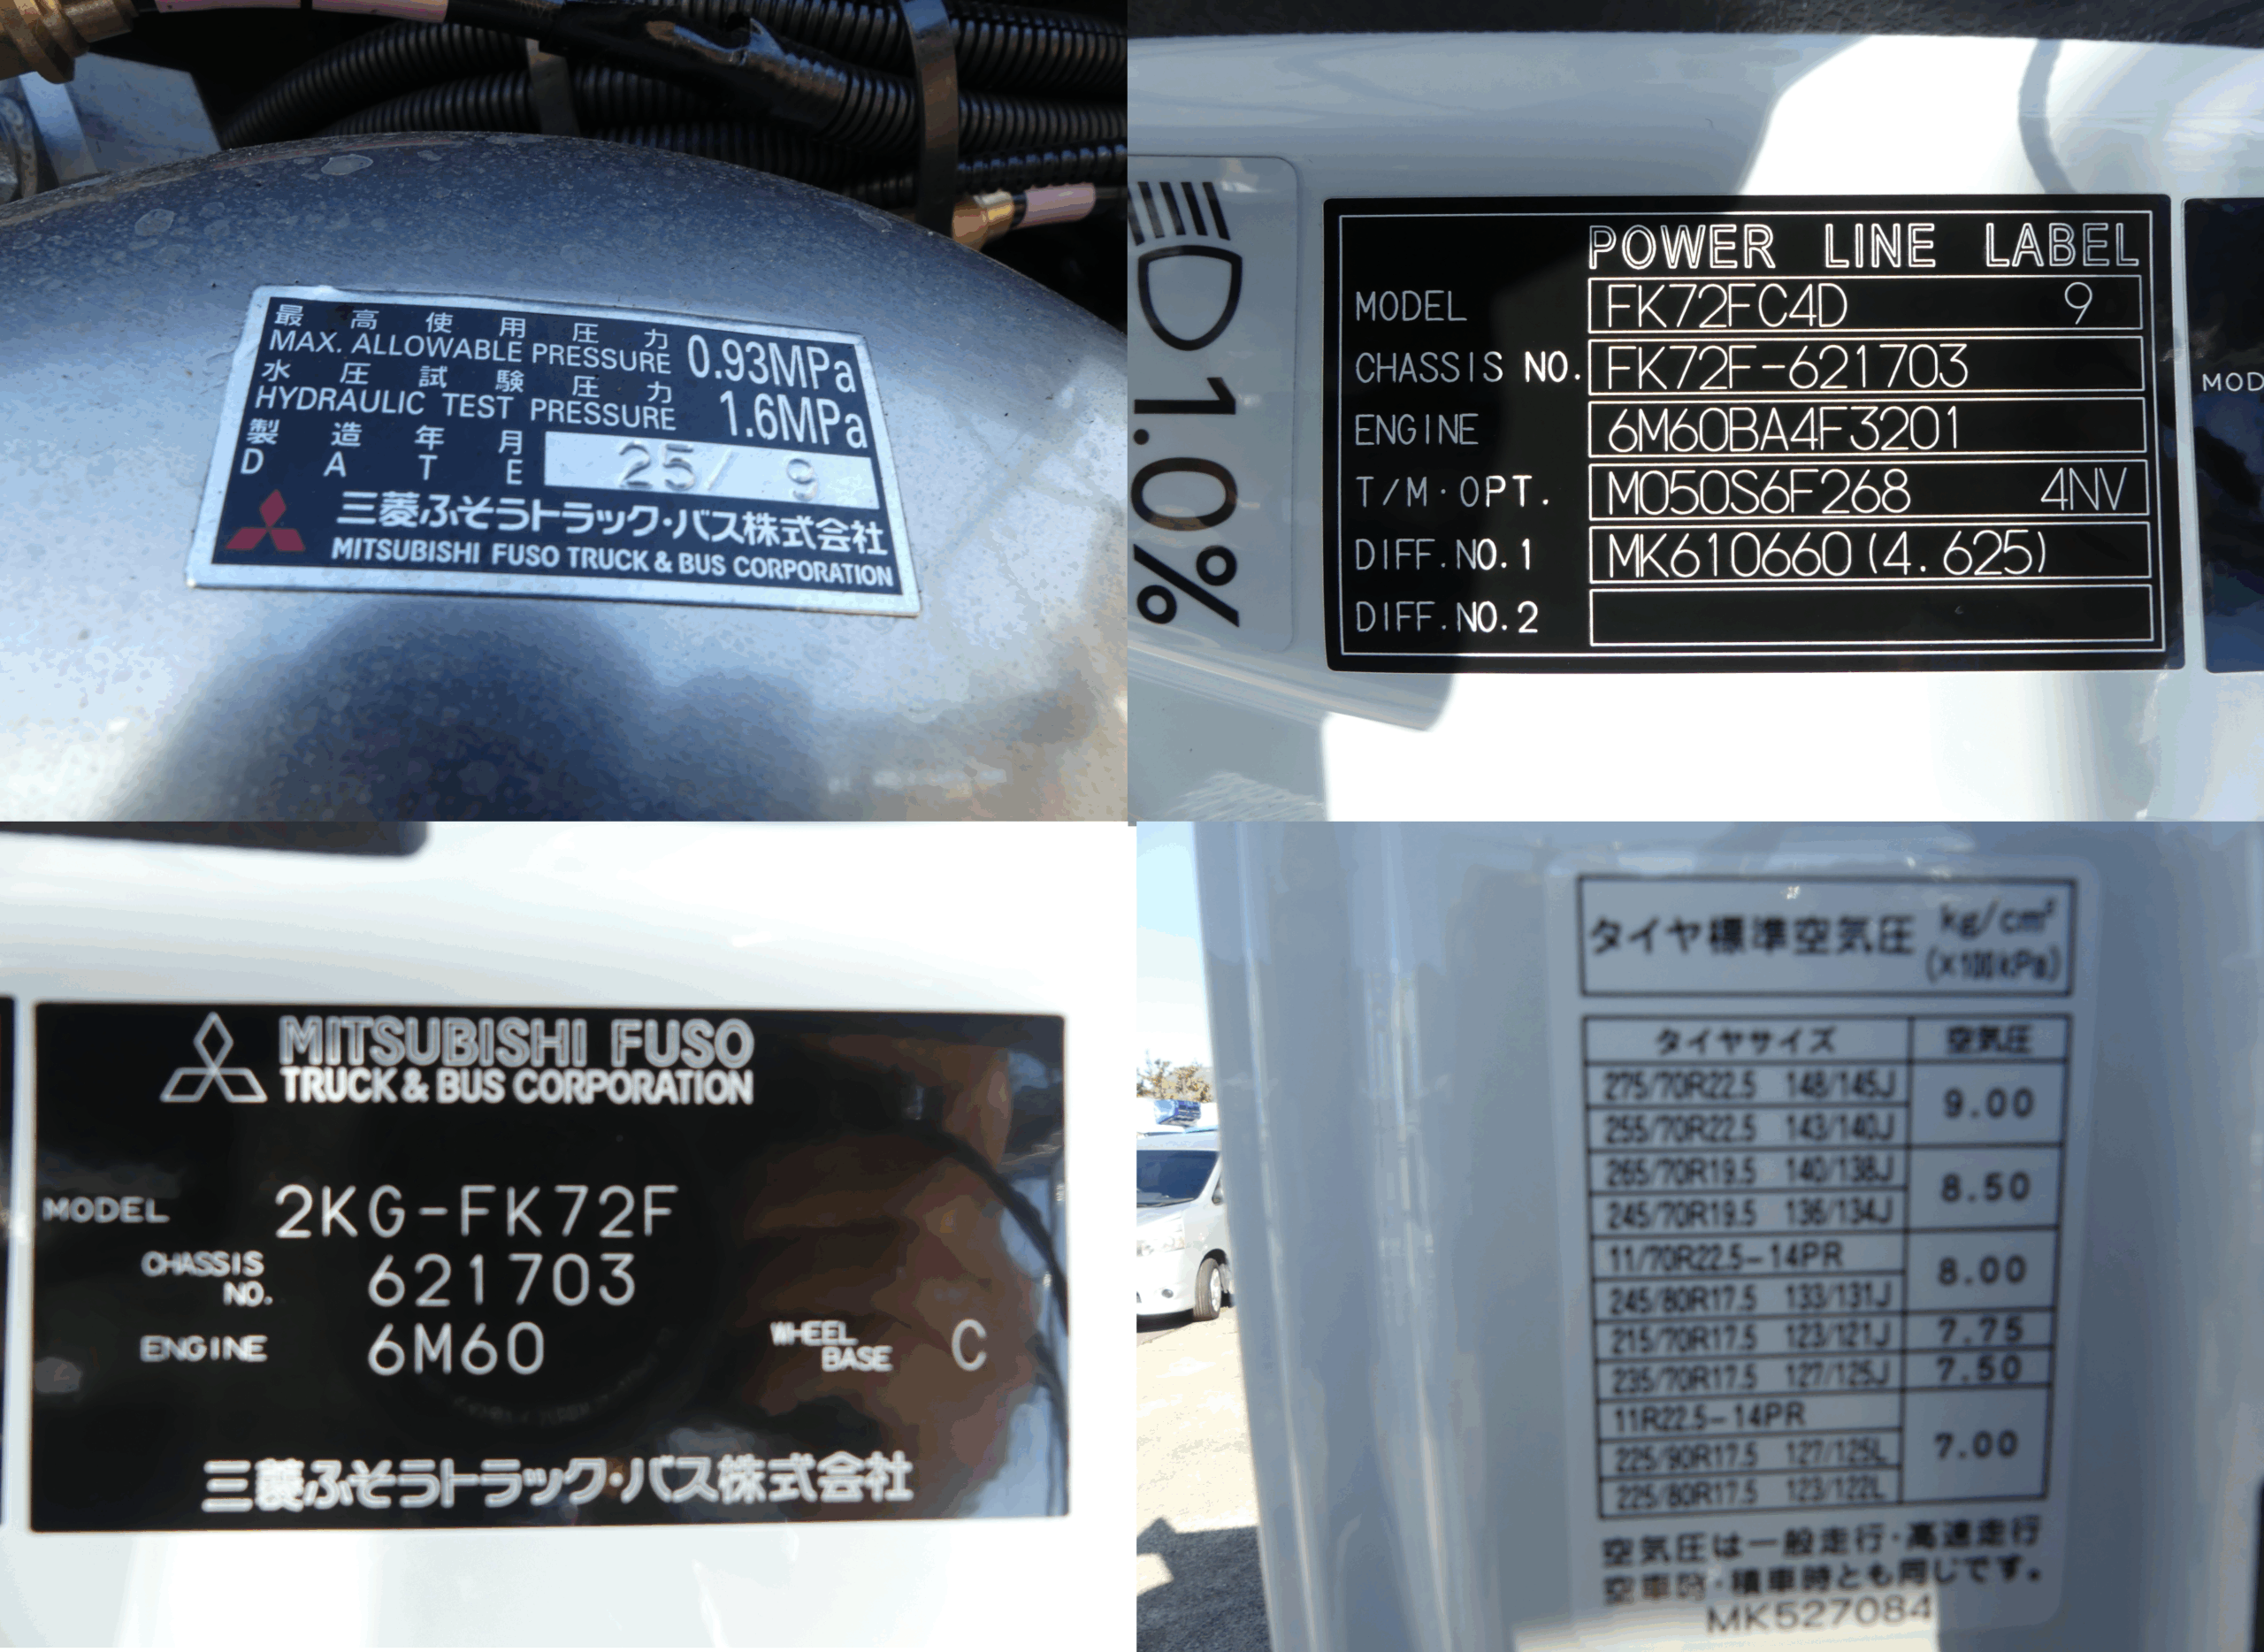 最高使用圧力
MAX. ALLOWABLE PRESSURE 0.93MPa
水圧試験圧力
HYDRAULIC TEST PRESSURE 1.6MPa
製造年月
DATE 25/ 9
三菱ふそうトラック・バス株式会社
MITSUBISHI FUSO TRUCK & BUS CORPORATION
1.0%
POWER LINE LABEL
MODEL FK72FC4D 9
CHASSIS NO. FK72F-621703
ENGINE 6M60BA4F3201
T/M・OPT. M050S6F268 4NV
DIFF.NO.1 MK610660(4.625)
DIFF.NO.2
MOD
MITSUBISHI FUSO
TRUCK & BUS CORPORATION
MODEL 2KG-FK72F
CHASSIS NO. 621703
ENGINE 6M60 WHEEL BASE C
三菱ふそうトラック・バス株式会社
タイヤ標準空気圧 kg/cm²
(×100kPa)
タイヤサイズ 空気圧
275/70R22.5 148/145J 9.00
255/70R22.5 143/140J
265/70R19.5 140/138J 8.50
245/70R19.5 136/134J
11/70R22.5-14PR 8.00
245/80R17.5 133/131J
215/70R17.5 123/121J 7.75
235/70R17.5 127/125J 7.50
11R22.5-14PR 7.00
225/90R17.5 127/125L
225/80R17.5 123/122L
空気圧は一般走行・高速走行
空車時・積車時とも同じです。
MK527084